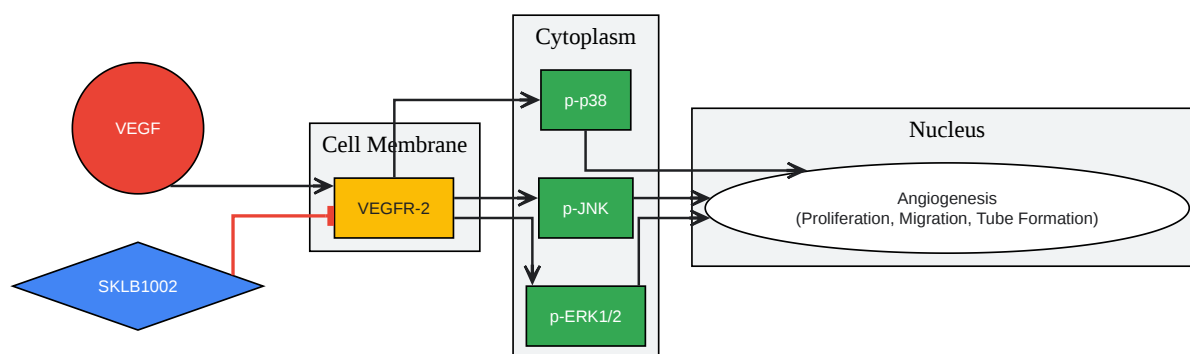 VEGF
SKLB1002
Cell Membrane
VEGFR-2
Cytoplasm
p-p38
p-JNK
p-ERK1/2
Nucleus
Angiogenesis
(Proliferation, Migration, Tube Formation)